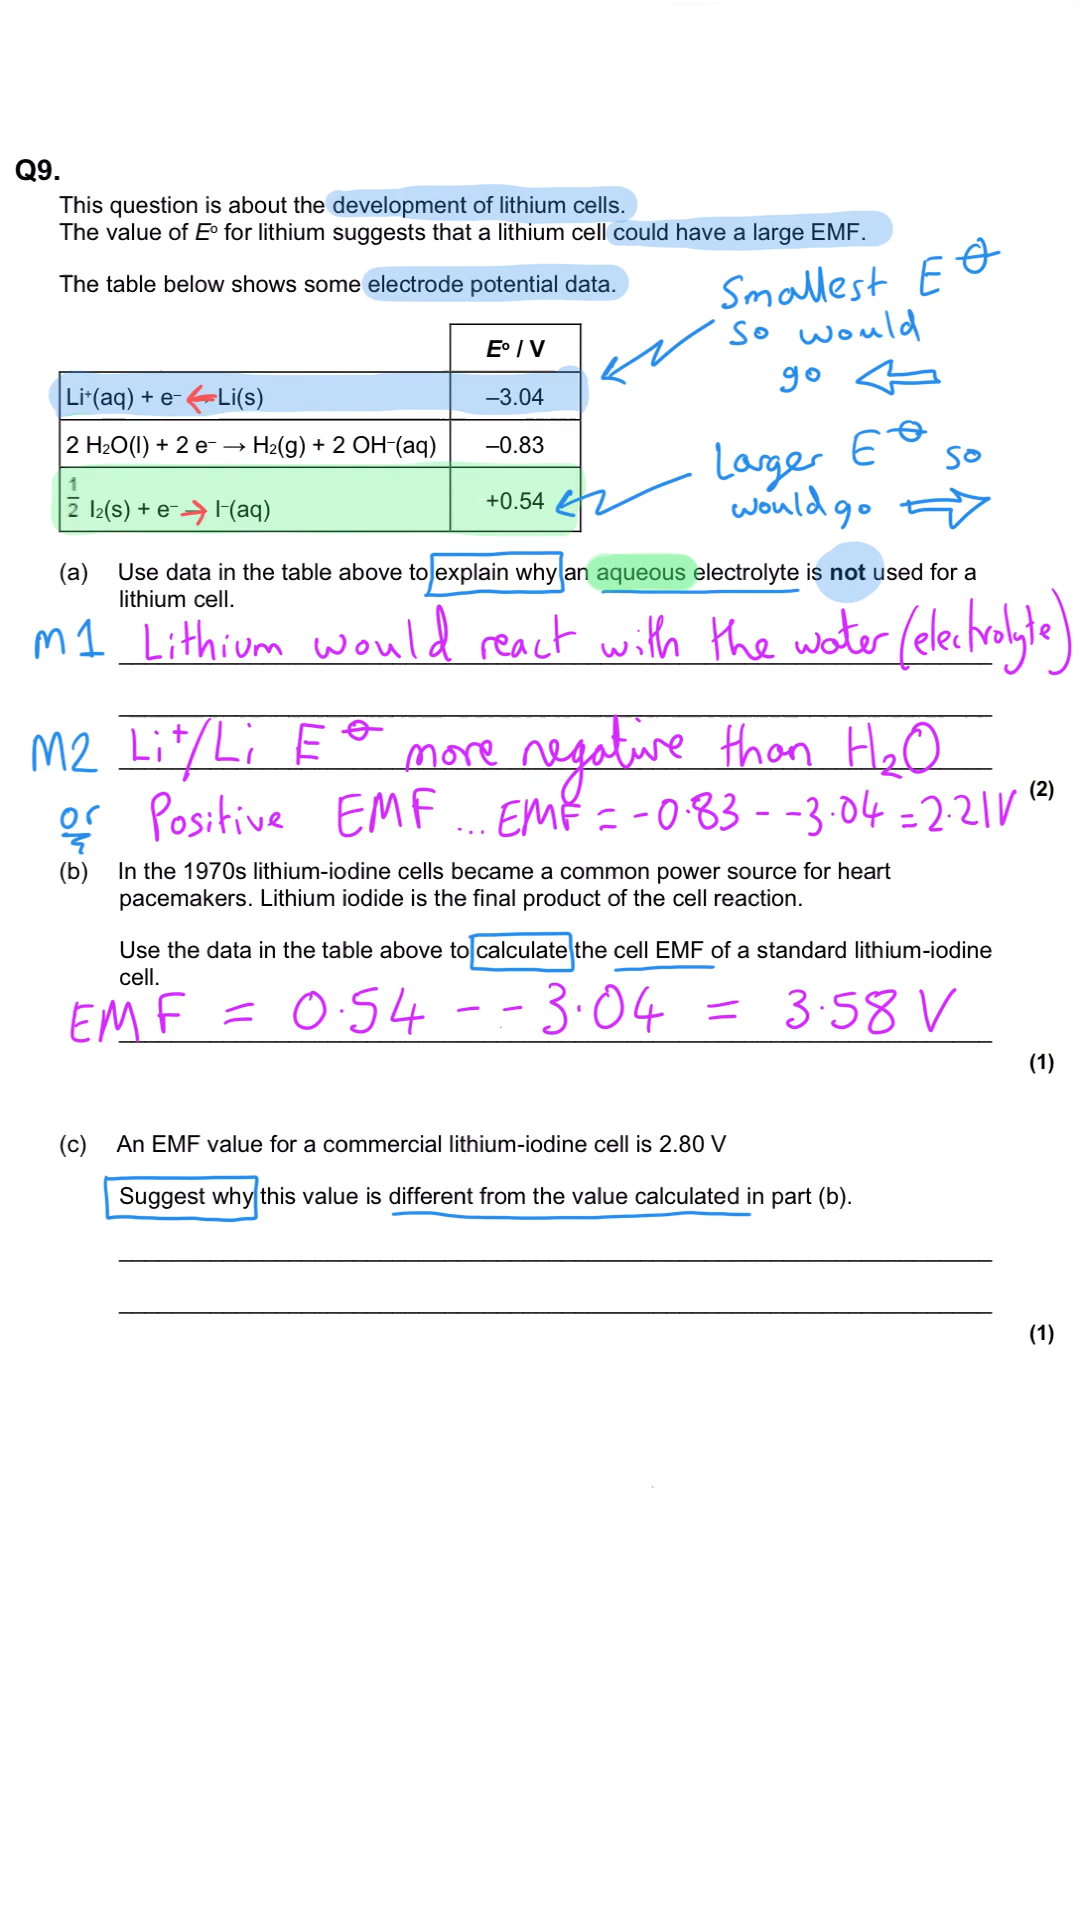 Q9.
This question is about the development of lithium cells.
The value of Eᵒ for lithium suggests that a lithium cell could have a large EMF.
The table below shows some electrode potential data.
Smallest E⦵
so would
go ⇐
Eᵒ / V
Li⁺(aq) + e⁻ ← Li(s) –3.04
2 H₂O(l) + 2 e⁻ → H₂(g) + 2 OH⁻(aq) –0.83
½ I₂(s) + e⁻ → I⁻(aq) +0.54
Larger E⦵ so
would go ⇒
(a) Use data in the table above to explain why an aqueous electrolyte is not used for a
lithium cell.
M1 Lithium would react with the water (electrolyte)
M2 Li⁺/Li E⦵ more negative than H₂O
(2)
or Positive EMF ... EMF = -0.83 - -3.04 = 2.21V
(b) In the 1970s lithium-iodine cells became a common power source for heart
pacemakers. Lithium iodide is the final product of the cell reaction.
Use the data in the table above to calculate the cell EMF of a standard lithium-iodine
cell.
EMF = 0.54 - -3.04 = 3.58 V
(1)
(c) An EMF value for a commercial lithium-iodine cell is 2.80 V
Suggest why this value is different from the value calculated in part (b).
(1)